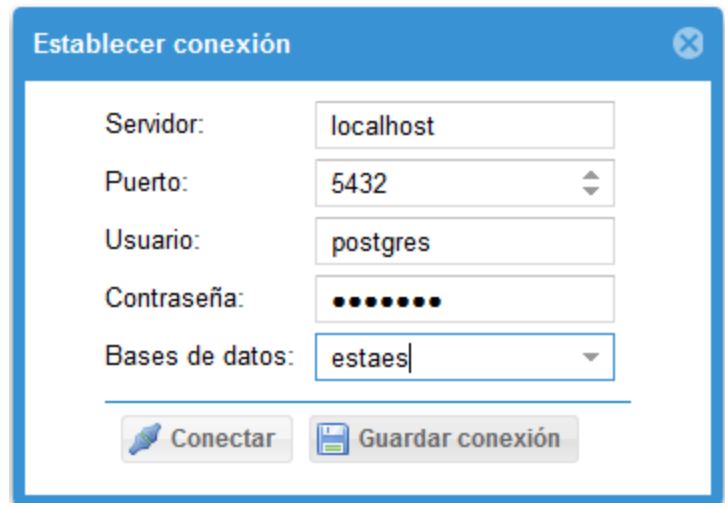 Establecer conexión
Servidor: localhost
Puerto: 5432
Usuario: postgres
Contraseña: ●●●●●●●
Bases de datos: estaes
Conectar Guardar conexión